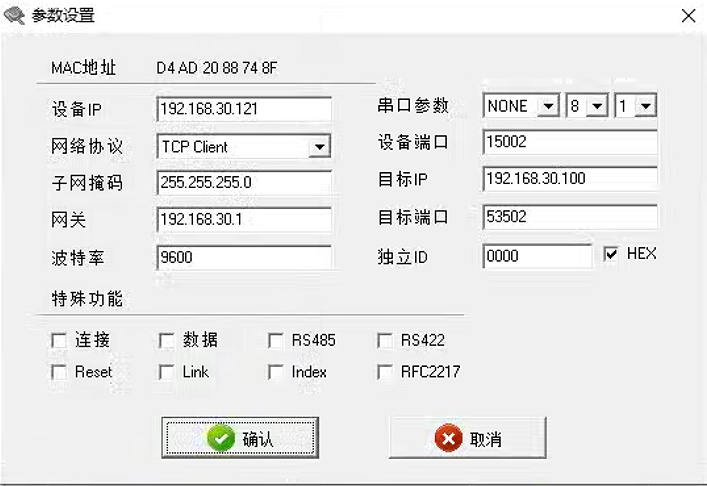 参数设置
MAC地址 D4 AD 20 88 74 8F
设备IP 192.168.30.121 串口参数 NONE 8 1
网络协议 TCP Client 设备端口 15002
子网掩码 255.255.255.0 目标IP 192.168.30.100
网关 192.168.30.1 目标端口 53502
波特率 9600 独立ID 0000 HEX
特殊功能
连接 数据 RS485 RS422
Reset Link Index RFC2217
确认 取消